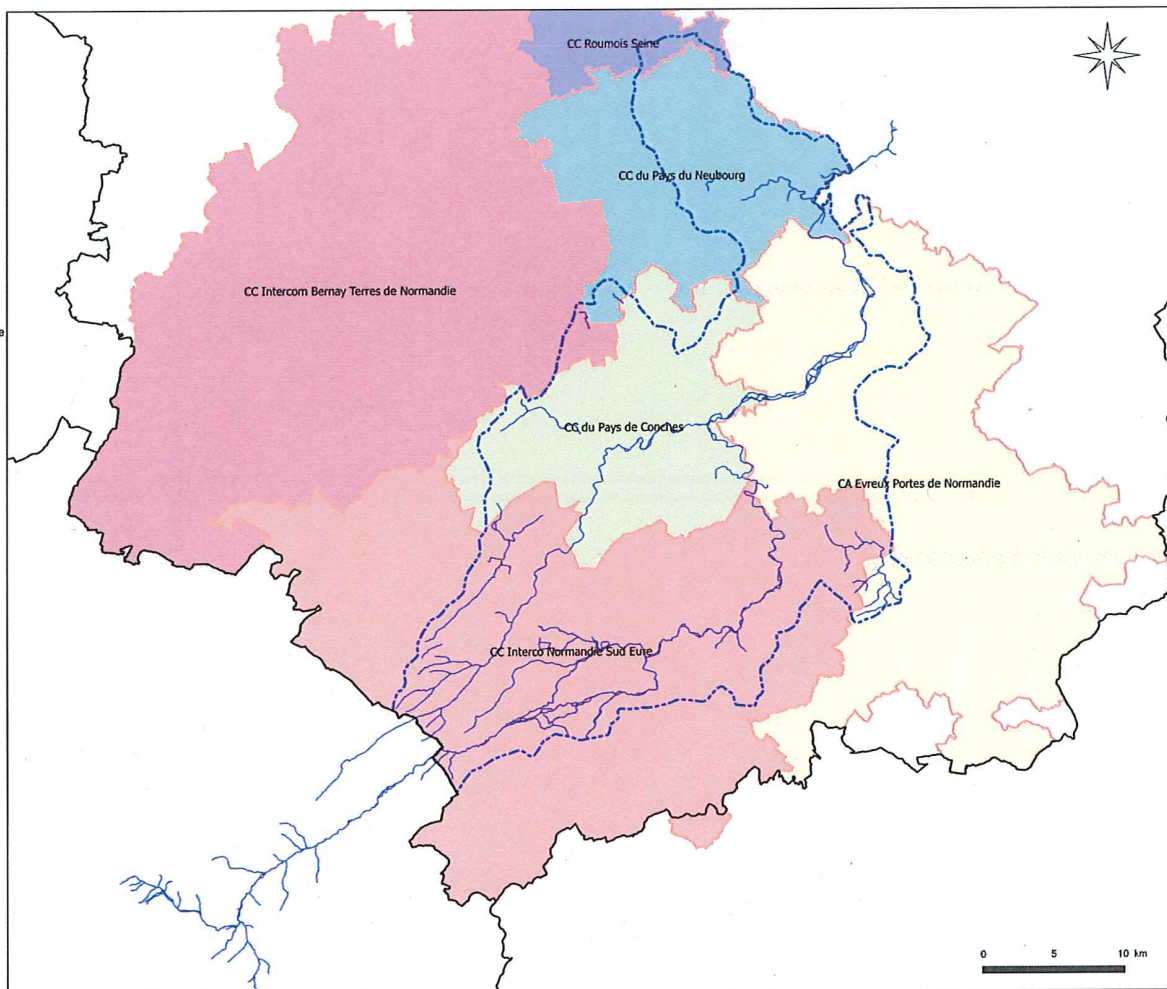 CC Roumois Seine
CC du Pays du Neubourg
CC Intercom Bernay Terres de Normandie
e
CC du Pays de Conches
CA Evreux Portes de Normandie
CC Interco Normandie Sud Eure
0 5 10 km